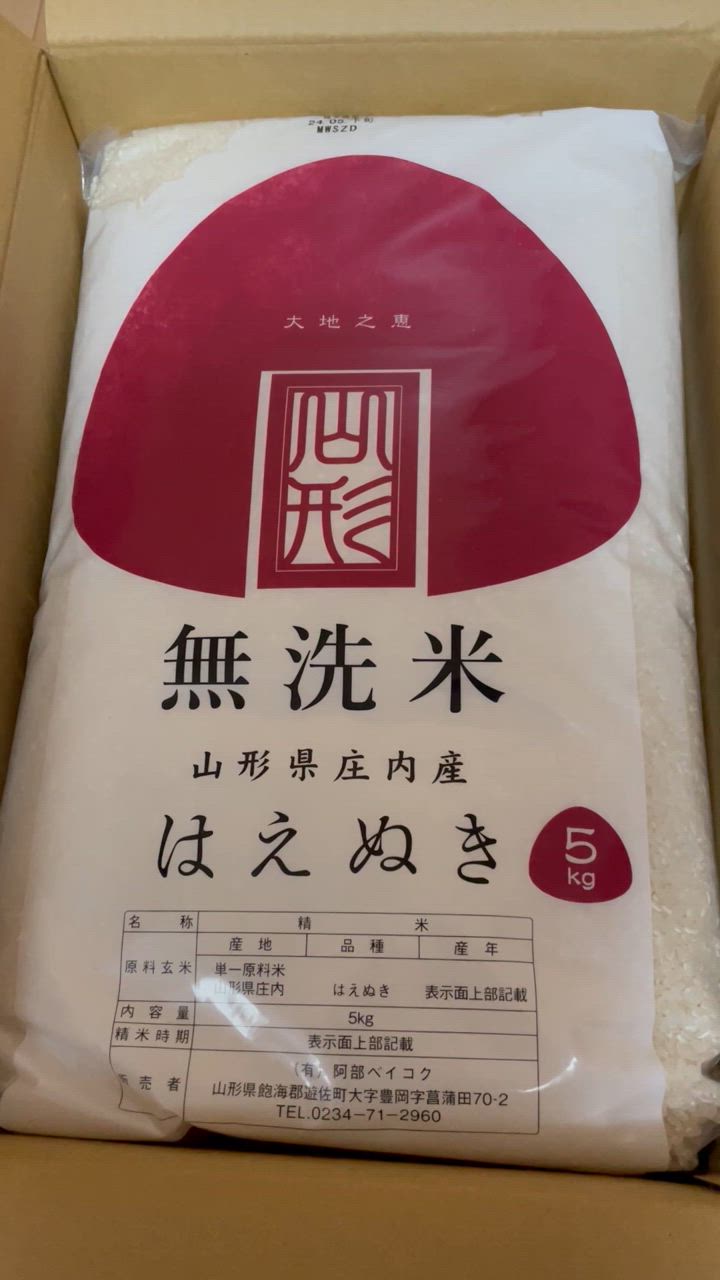 24.05.下旬
MWSZD
大地之恵
山形
無洗米
山形県庄内産
はえぬき
5
kg
名称 精米
原料玄米 産地 品種 産年
単一原料米
山形県庄内 はえぬき 表示面上部記載
内容量 5kg
精米時期 表示面上部記載
販売者 (有)阿部ベイコク
山形県飽海郡遊佐町大字豊岡字菖蒲田70-2
TEL.0234-71-2960